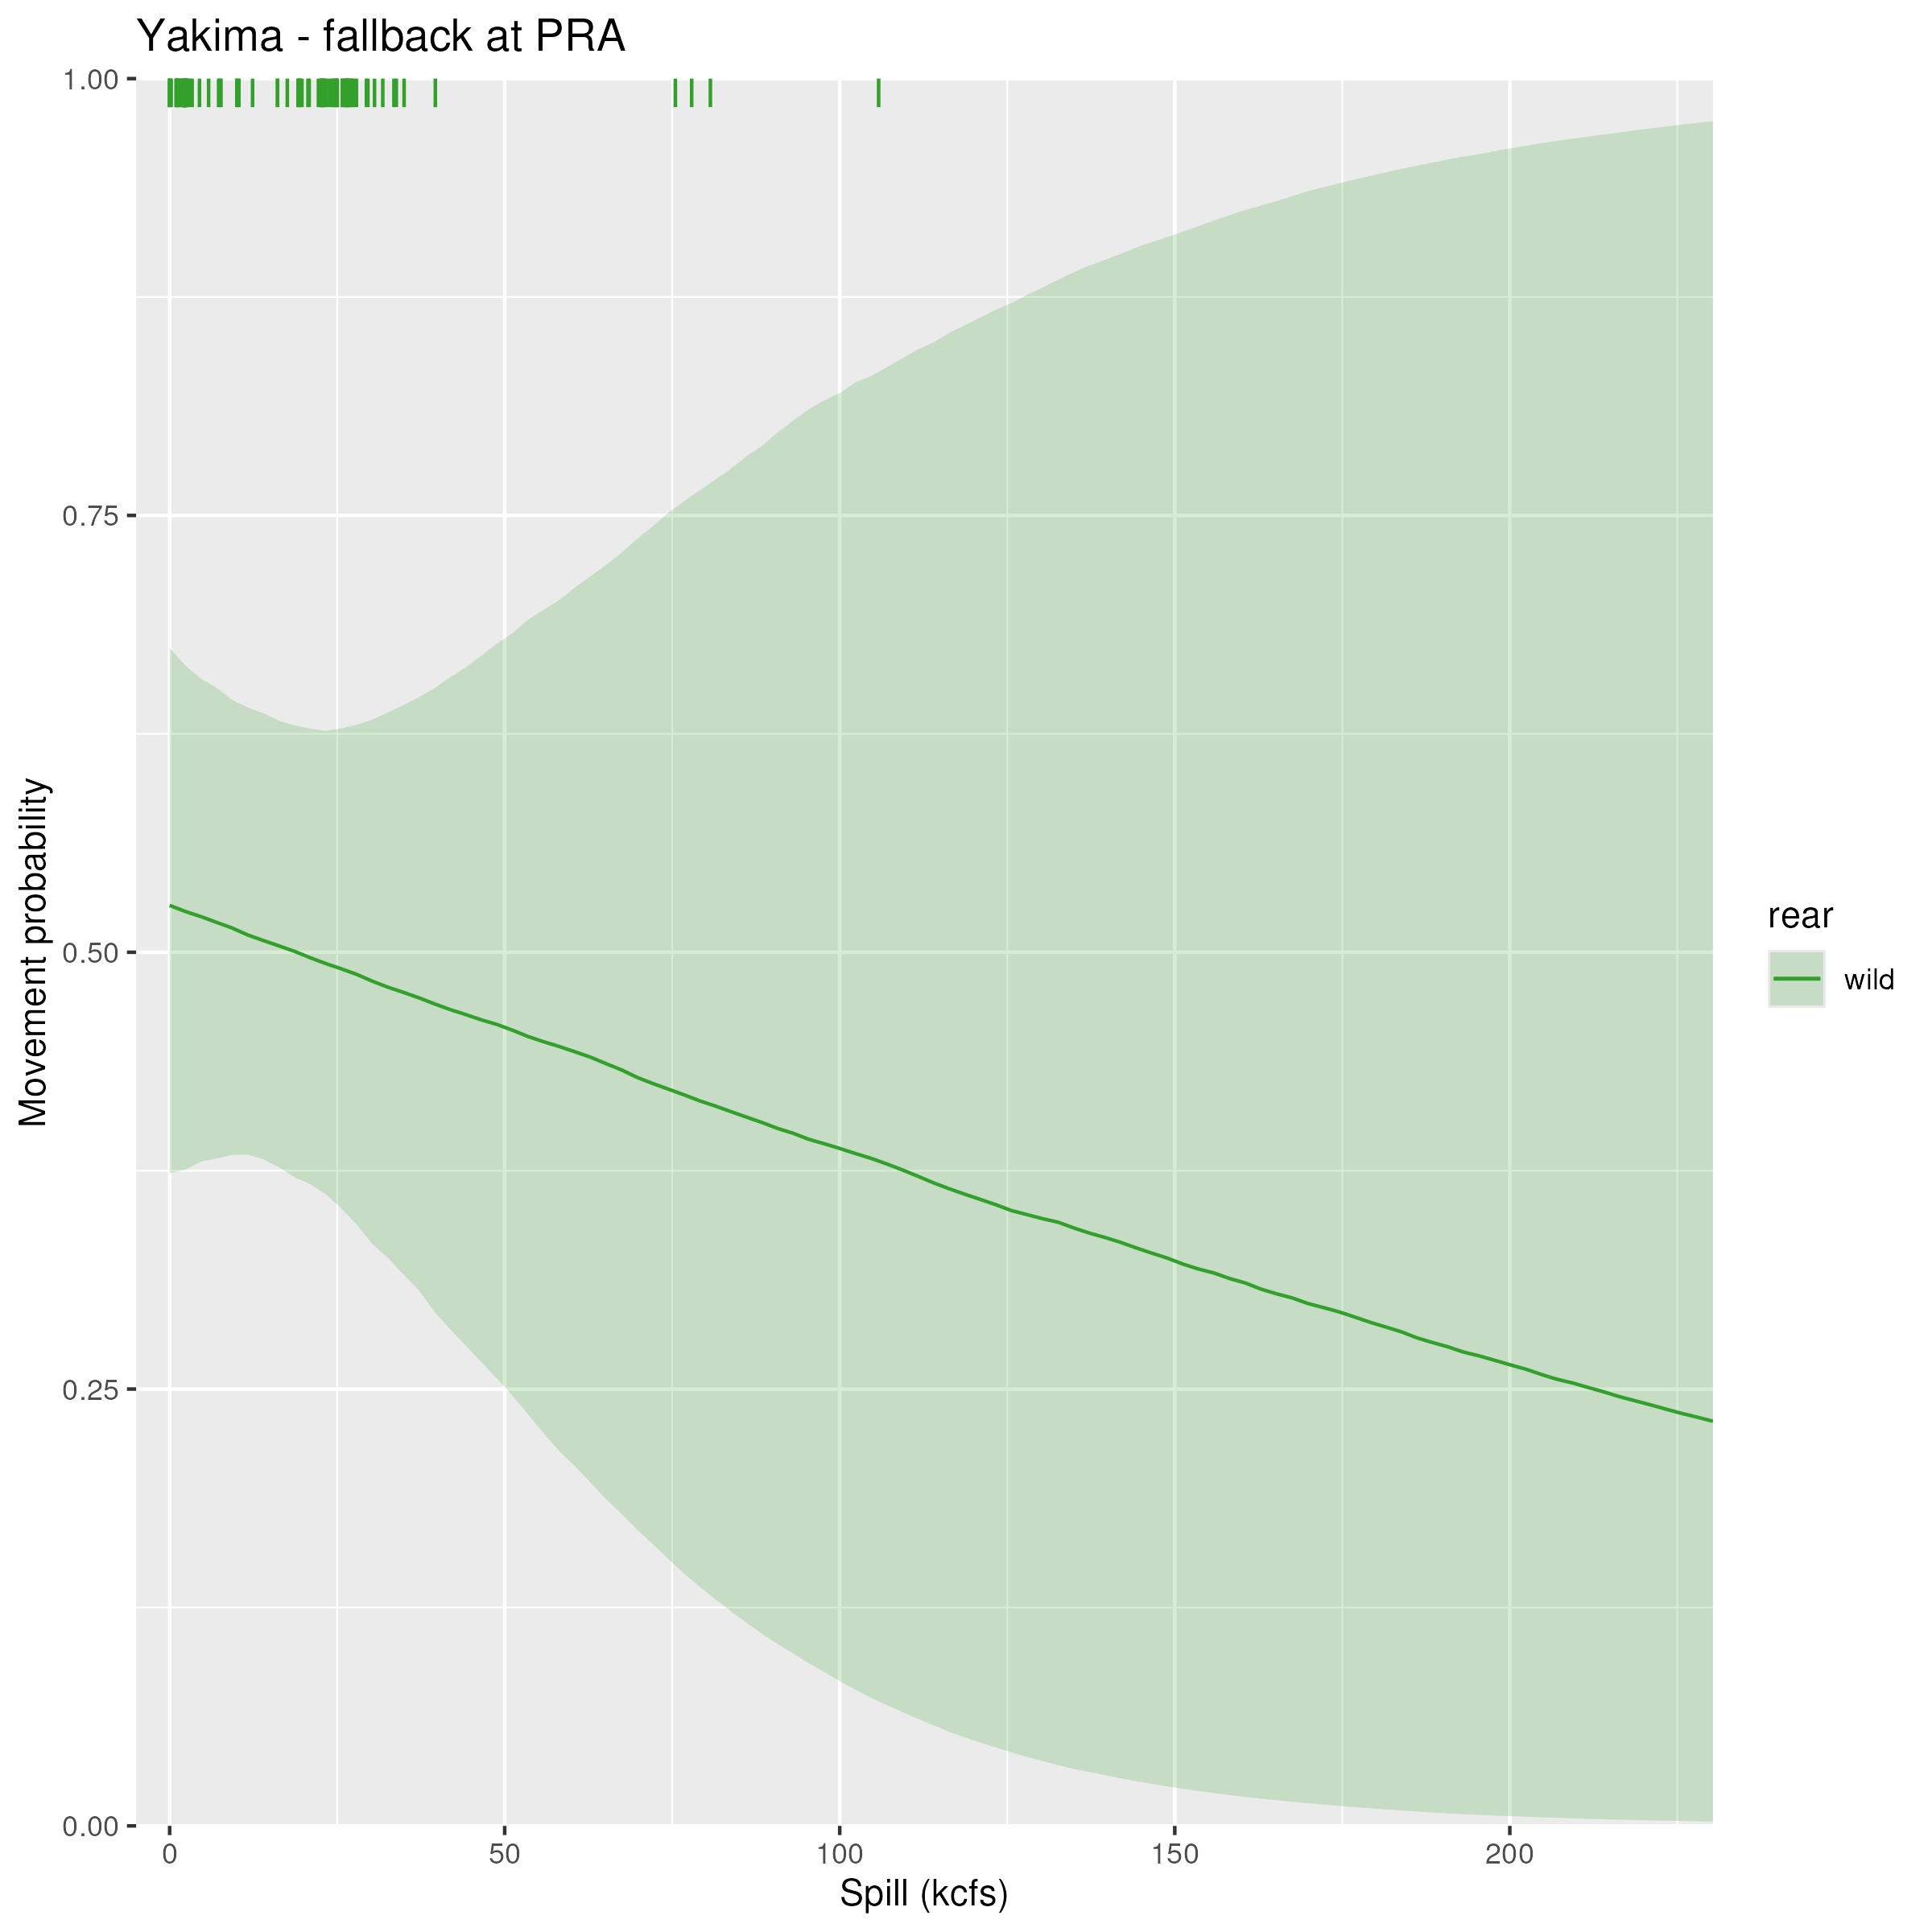 Yakima - fallback at PRA
1.00
0.75
0.50
0.25
0.00
Movement probability
0 50 100 150 200
Spill (kcfs)
rear
wild